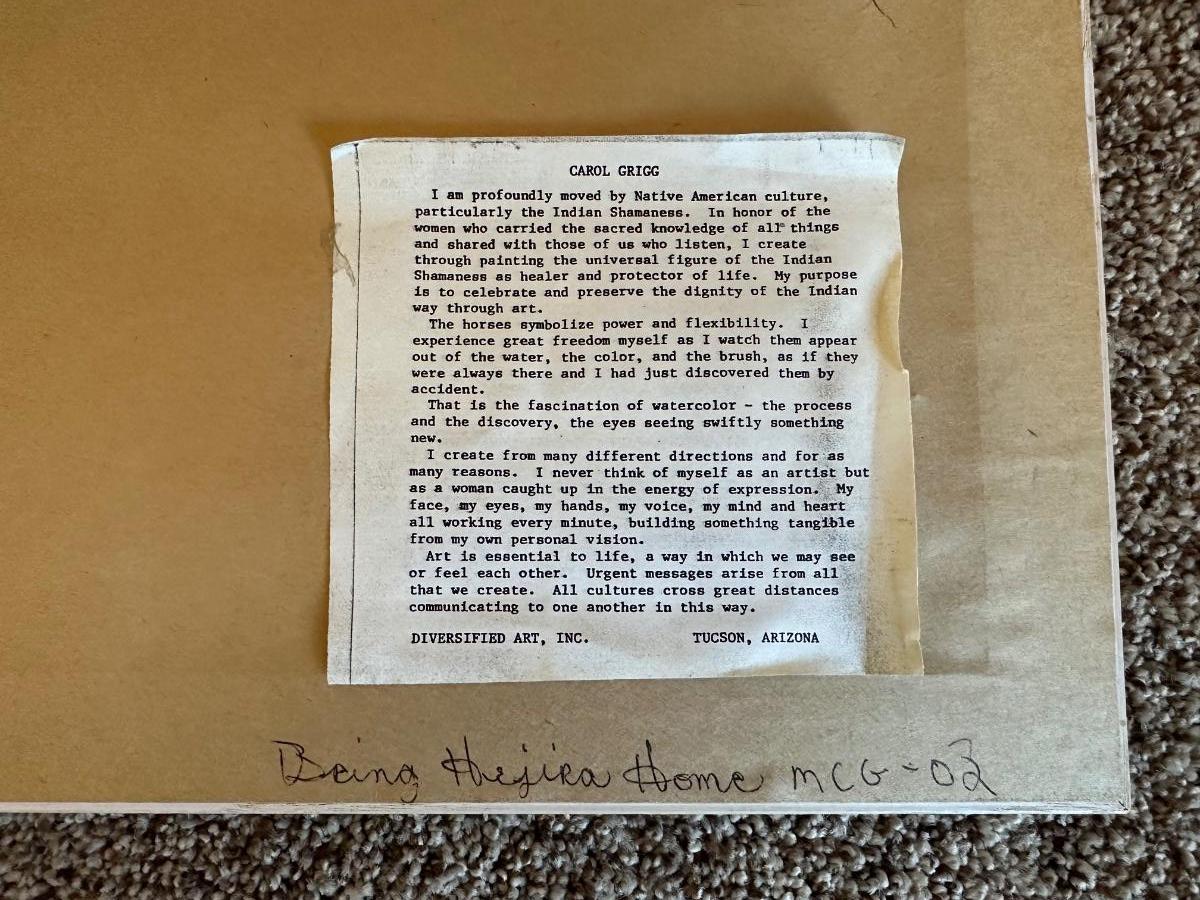 CAROL GRIGG
I am profoundly moved by Native American culture,
particularly the Indian Shamaness. In honor of the
women who carried the sacred knowledge of all things
and shared with those of us who listen, I create
through painting the universal figure of the Indian
Shamaness as healer and protector of life. My purpose
is to celebrate and preserve the dignity of the Indian
way through art.
The horses symbolize power and flexibility. I
experience great freedom myself as I watch them appear
out of the water, the color, and the brush, as if they
were always there and I had just discovered them by
accident.
That is the fascination of watercolor - the process
and the discovery, the eyes seeing swiftly something
new.
I create from many different directions and for as
many reasons. I never think of myself as an artist but
as a woman caught up in the energy of expression. My
face, my eyes, my hands, my voice, my mind and heart
all working every minute, building something tangible
from my own personal vision.
Art is essential to life, a way in which we may see
or feel each other. Urgent messages arise from all
that we create. All cultures cross great distances
communicating to one another in this way.
DIVERSIFIED ART, INC. TUCSON, ARIZONA
Being Hejira Home MCG-02